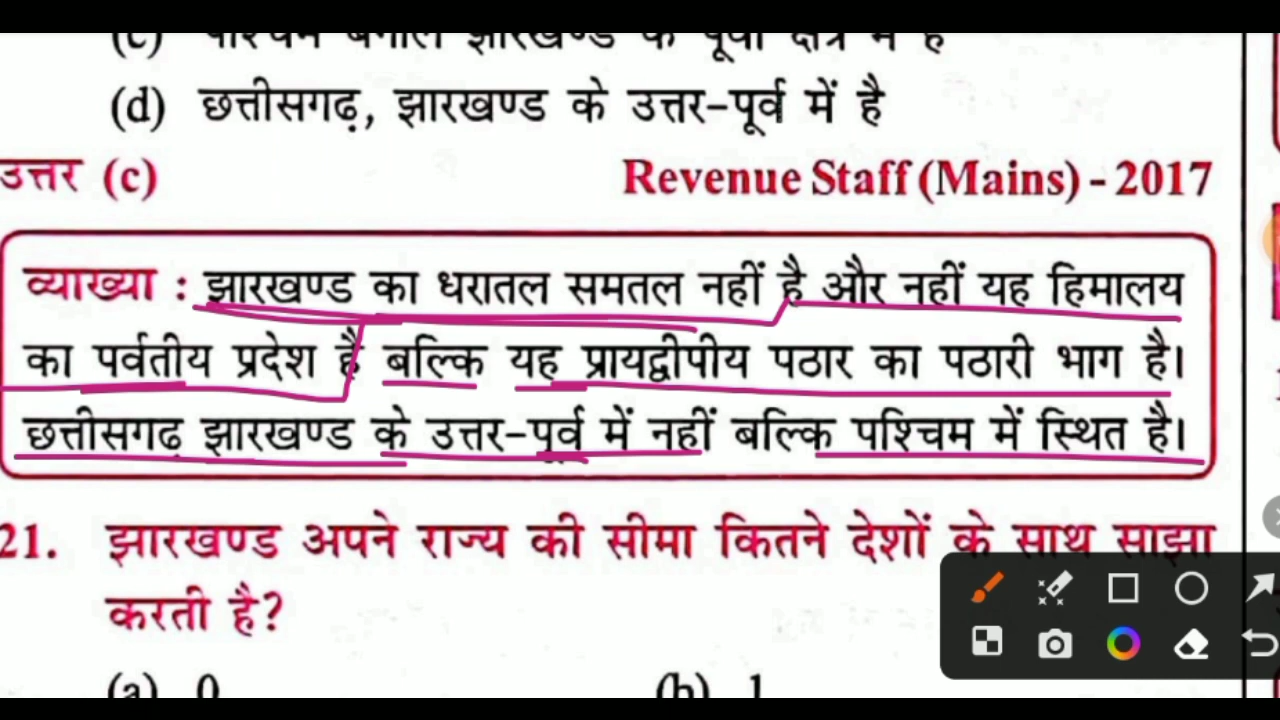 (c) पश्चिम बंगाल झारखण्ड के पूर्वी क्षेत्र में है
(d) छत्तीसगढ़, झारखण्ड के उत्तर-पूर्व में है
उत्तर (c) Revenue Staff (Mains) - 2017
व्याख्या : झारखण्ड का धरातल समतल नहीं है और नहीं यह हिमालय
का पर्वतीय प्रदेश है बल्कि यह प्रायद्वीपीय पठार का पठारी भाग है।
छत्तीसगढ़ झारखण्ड के उत्तर-पूर्व में नहीं बल्कि पश्चिम में स्थित है।
21. झारखण्ड अपने राज्य की सीमा कितने देशों के साथ साझा
करती है?
(a) 0 (b) 1